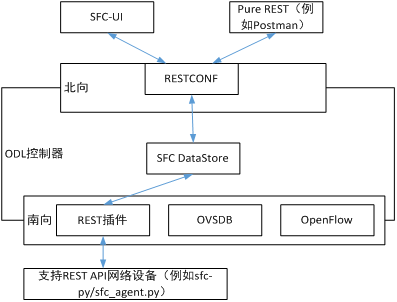 SFC-UI
Pure REST（例
如Postman）
RESTCONF
北向
ODL控制器
SFC DataStore
南向
REST插件
OVSDB
OpenFlow
支持REST API网络设备（例如sfc-
py/sfc_agent.py）